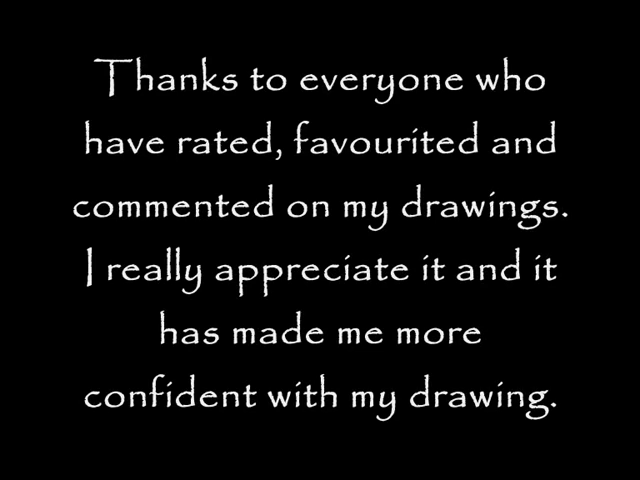 Thanks to everyone who
have rated, favourited and
commented on my drawings.
I really appreciate it and it
has made me more
confident with my drawing.